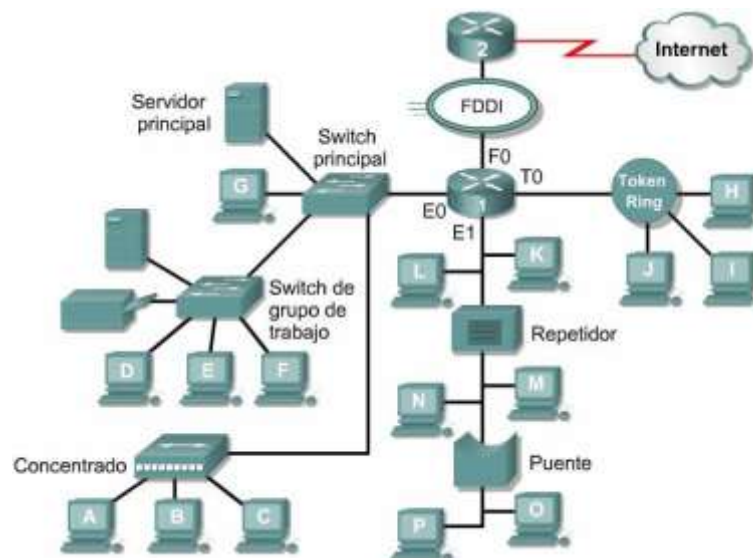 2
Internet
FDDI
Servidor
principal
Switch
principal
F0
T0
G
E0
1
E1
Token
Ring
H
L
K
J
I
Switch de
grupo de
trabajo
Repetidor
D
E
F
N
M
Concentrado
Puente
A
B
C
P
O